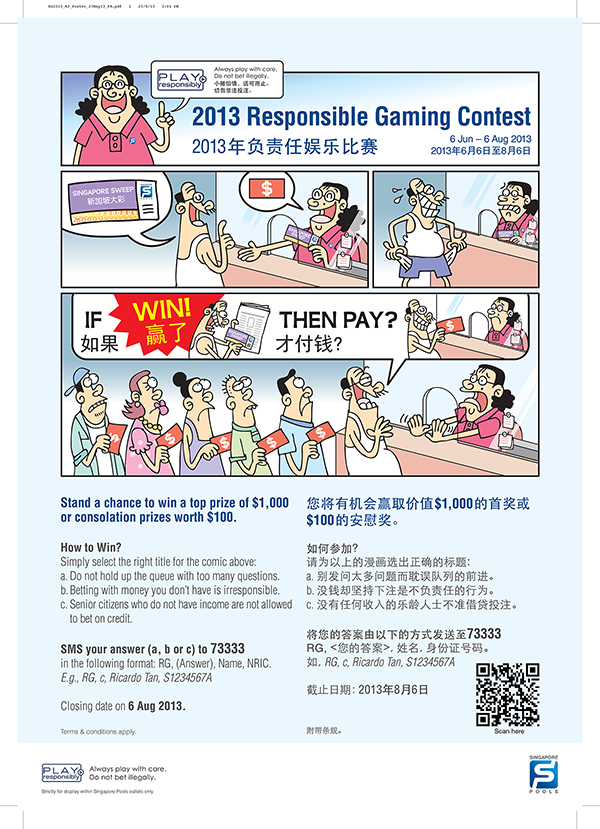 RG2013_A3_Poster_23May13_FA.pdf 1 23/5/13 2:04 PM
PLAY
responsibly
Always play with care.
Do not bet illegally.
小赌怡情，适可而止。
切勿非法投注。
2013 Responsible Gaming Contest
2013年负责任娱乐比赛
6 Jun – 6 Aug 2013
2013年6月6日至8月6日
SINGAPORE SWEEP
新加坡大彩
$
IF
如果
WIN!
赢了
THEN PAY?
才付钱?
$
$
$
$
$
$
Stand a chance to win a top prize of $1,000
or consolation prizes worth $100.
How to Win?
Simply select the right title for the comic above:
a. Do not hold up the queue with too many questions.
b. Betting with money you don't have is irresponsible.
c. Senior citizens who do not have income are not allowed
to bet on credit.
SMS your answer (a, b or c) to 73333
in the following format: RG, (Answer), Name, NRIC.
E.g., RG, c, Ricardo Tan, S1234567A
Closing date on 6 Aug 2013.
Terms & conditions apply.
您将有机会赢取价值$1,000的首奖或
$100的安慰奖。
如何参加?
请为以上的漫画选出正确的标题:
a. 别发问太多问题而耽误队列的前进。
b. 没钱却坚持下注是不负责任的行为。
c. 没有任何收入的乐龄人士不准借贷投注。
将您的答案由以下的方式发送至73333
RG, <您的答案>, 姓名, 身份证号码。
如, RG, c, Ricardo Tan, S1234567A
截止日期: 2013年8月6日
附带条规。
Scan here
PLAY
responsibly
Always play with care.
Do not bet illegally.
Strictly for display within Singapore Pools outlets only.
SINGAPORE
S
POOLS